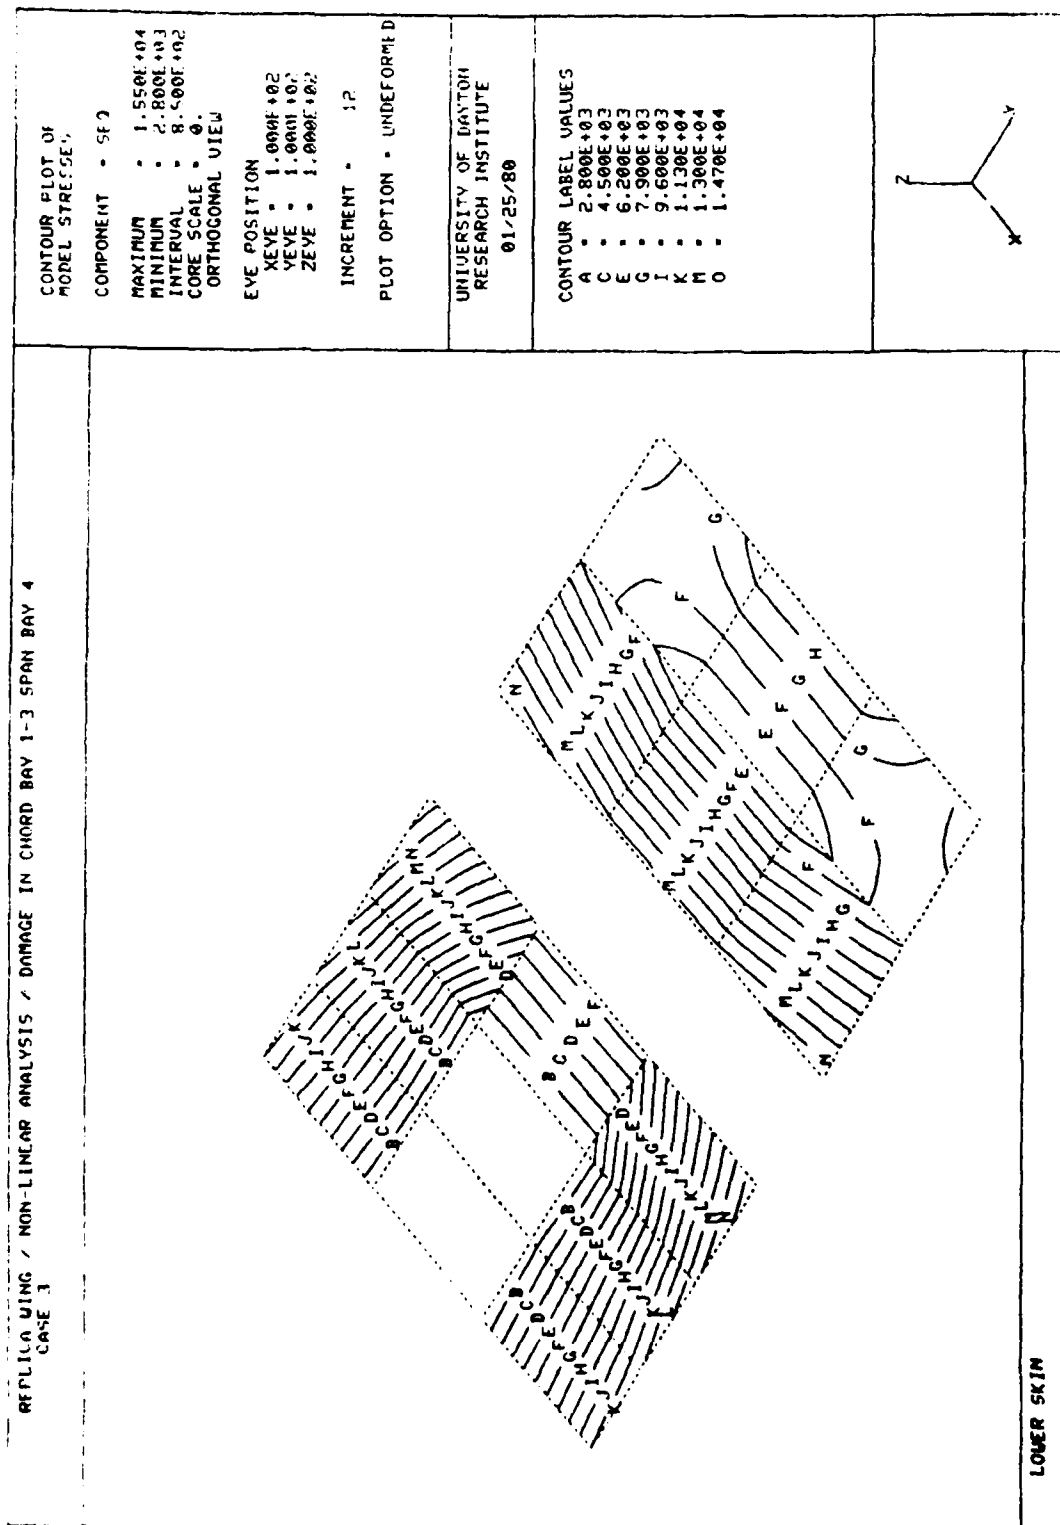 REPLICA WING / NON-LINEAR ANALYSIS / DAMAGE IN CHORD BAY 1-3 SPAN BAY 4
CASE 3
CONTOUR PLOT OF
MODEL STRESSES
COMPONENT =
MAXIMUM = 1.550E+04
MINIMUM = 2.800E+03
INTERVAL = 8.500E+02
CORE SCALE = 0.
ORTHOGONAL VIEW
EYE POSITION
XEYE = 1.000E+02
YEYE = 1.000E+02
ZEYE = 1.000E+02
INCREMENT = 12
PLOT OPTION = UNDEFORMED
UNIVERSITY OF DAYTON
RESEARCH INSTITUTE
01/25/80
CONTOUR LABEL VALUES
A = 2.800E+03
C = 4.500E+03
E = 6.200E+03
G = 7.900E+03
I = 9.600E+03
K = 1.130E+04
M = 1.300E+04
O = 1.470E+04
Z
X
Y
B C D E F G H I J K
B C D E F G H I J K L
D E F G H I J K L M N
B C D E F
B C D E F G H I J K
B C D E F G H I J K L
D E F G H I J K L M N
N
M L K J I H G F
M L K J I H G F E
M L K J I H G F
N
F
G
E F G H
F
G
LOWER SKIN